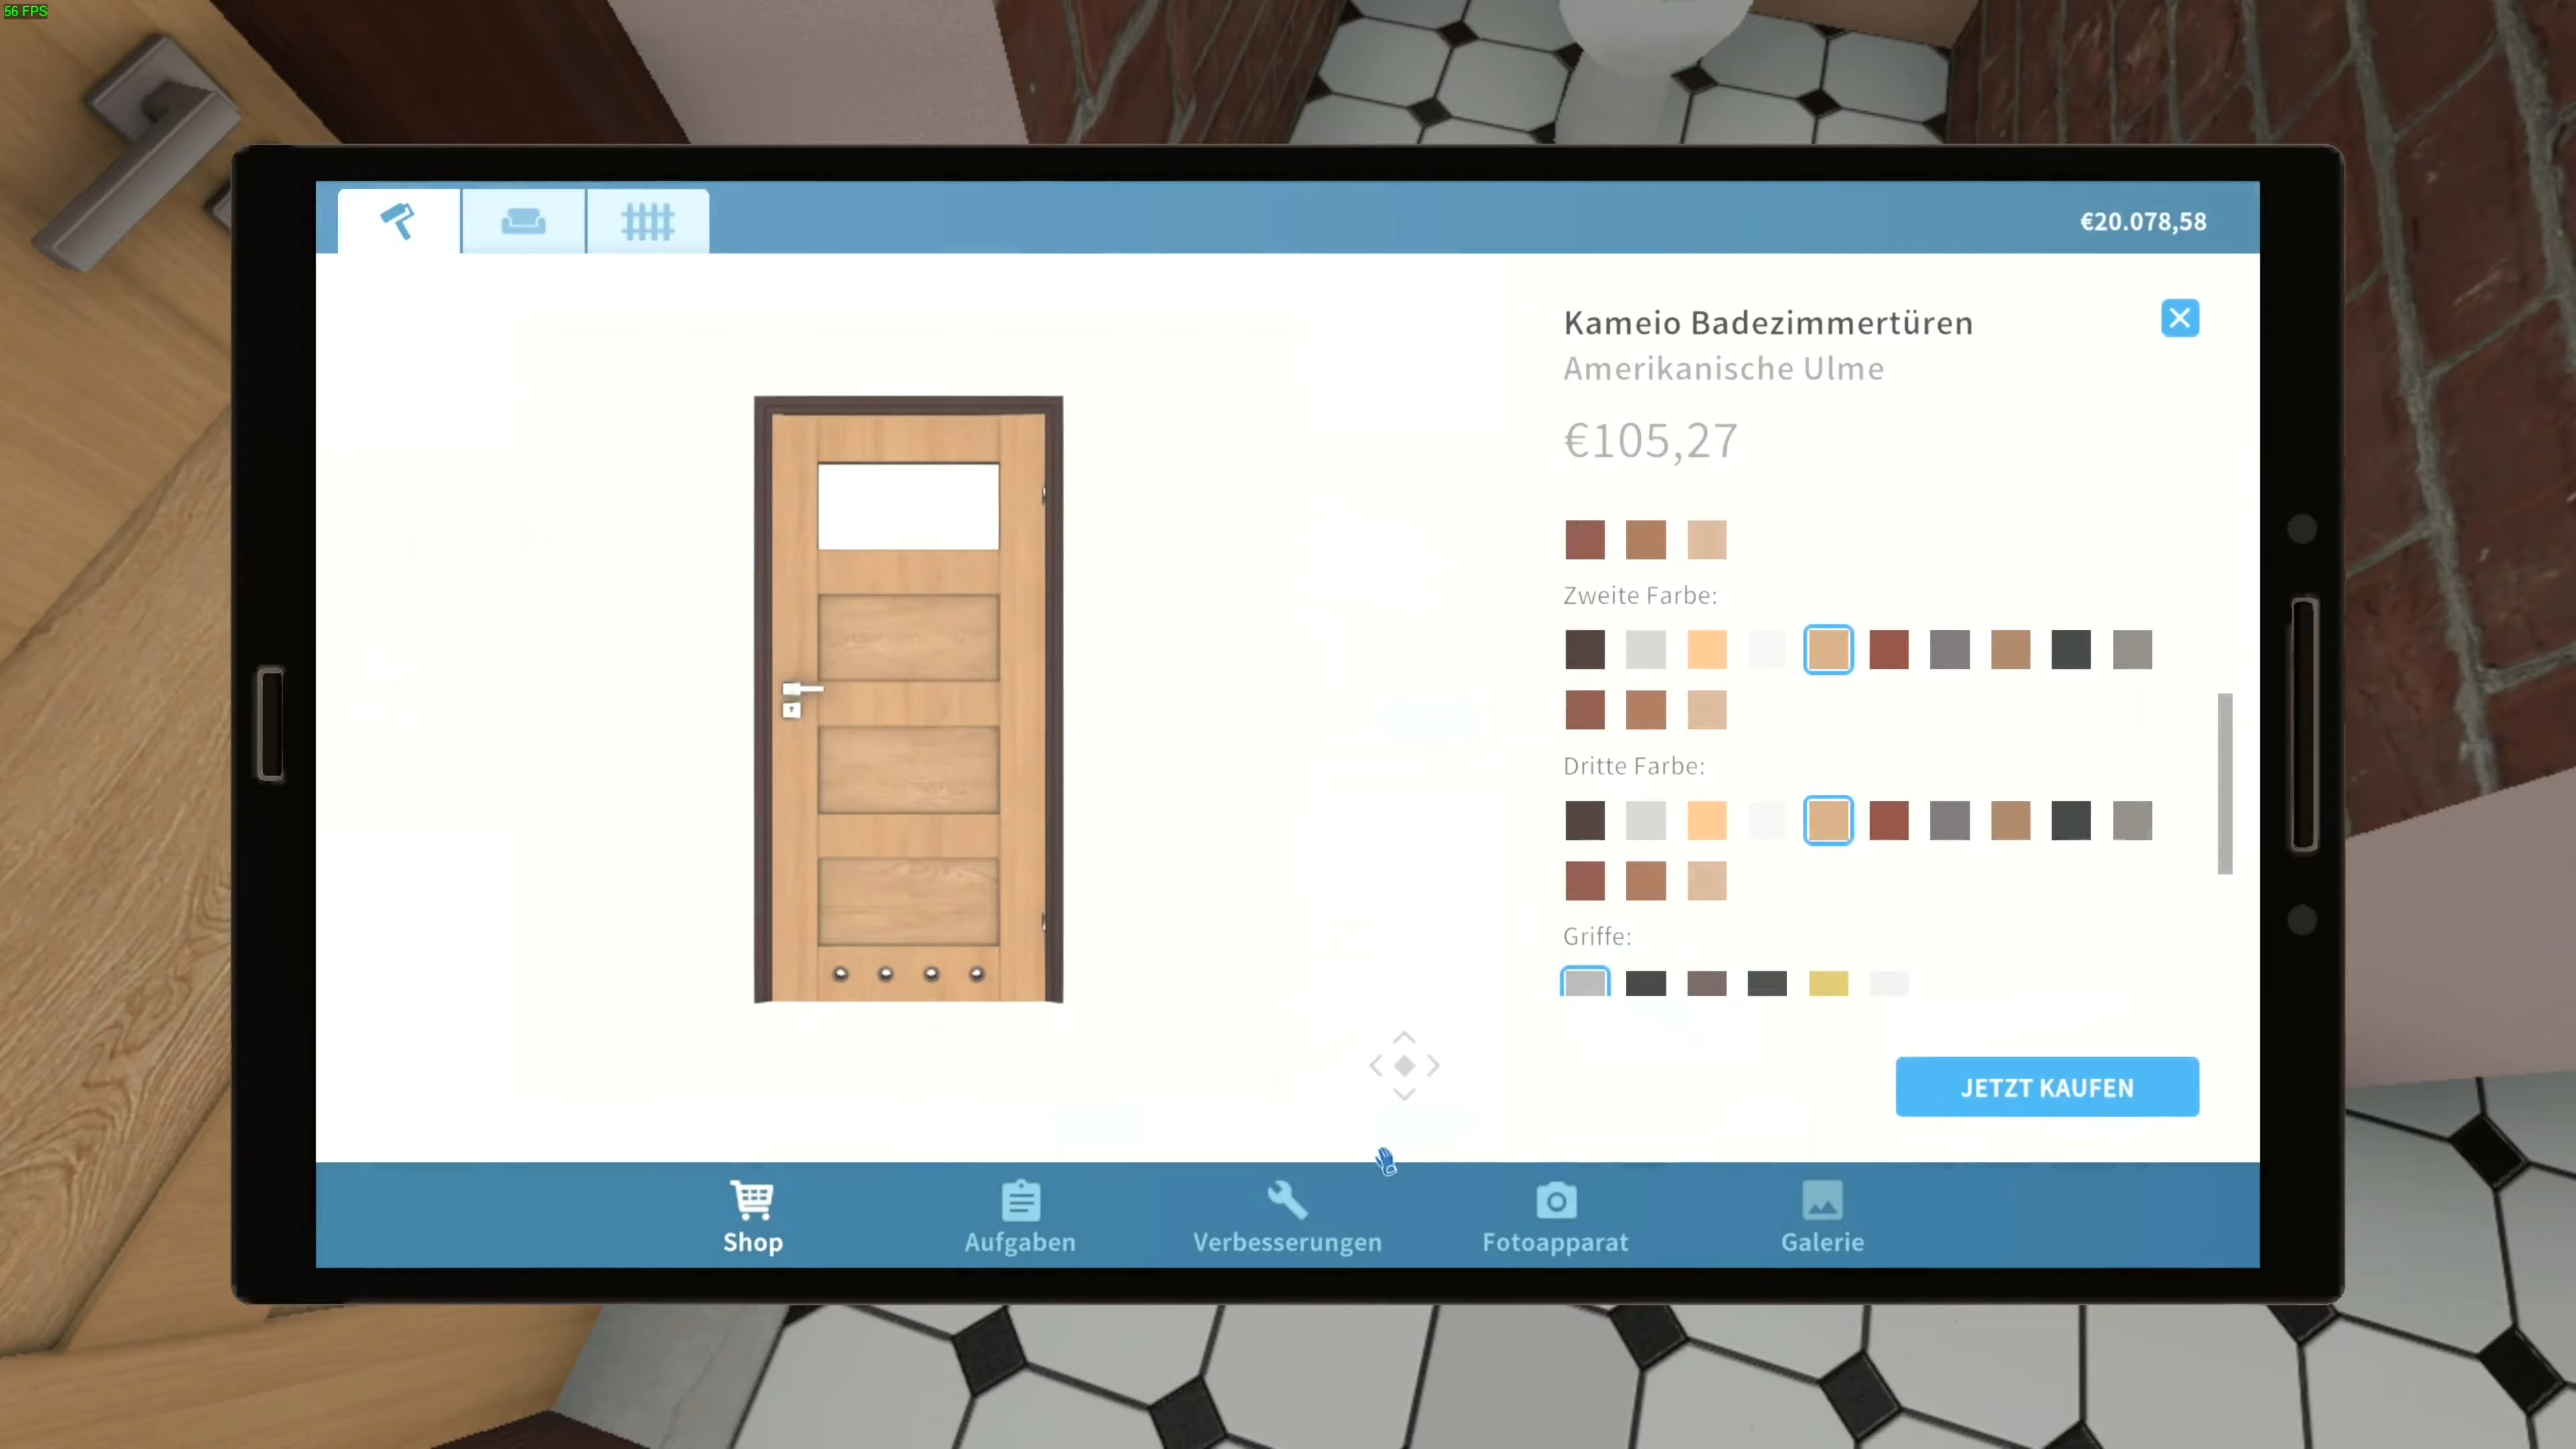 56 FPS
€20.078,58
Kameio Badezimmertüren
Amerikanische Ulme
€105,27
Zweite Farbe:
Dritte Farbe:
Griffe:
JETZT KAUFEN
Shop
Aufgaben
Verbesserungen
Fotoapparat
Galerie